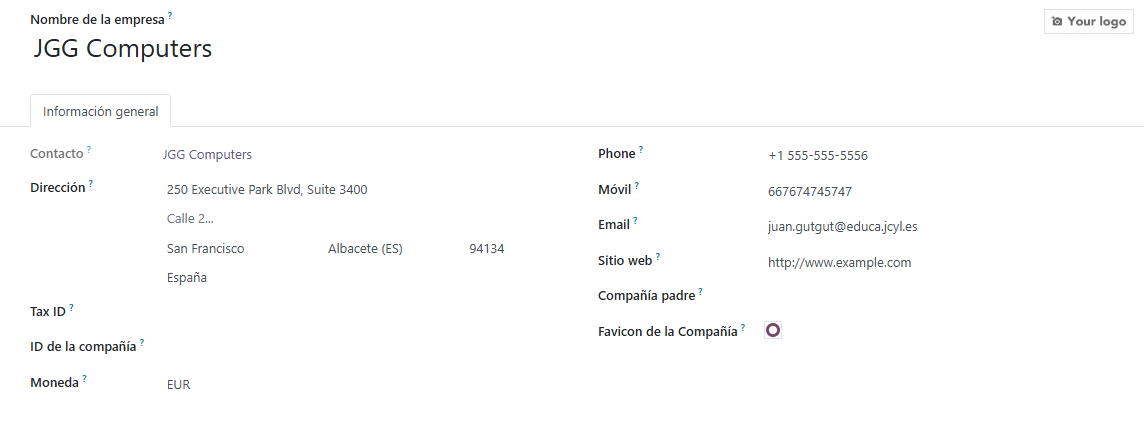 Nombre de la empresa ?
Your logo
JGG Computers
Información general
Contacto ? JGG Computers
Dirección ? 250 Executive Park Blvd, Suite 3400
Calle 2...
San Francisco Albacete (ES) 94134
España
Tax ID ?
ID de la compañía ?
Moneda ? EUR
Phone ? +1 555-555-5556
Móvil ? 667674745747
Email ? juan.gutgut@educa.jcyl.es
Sitio web ? http://www.example.com
Compañía padre ?
Favicon de la Compañía ?